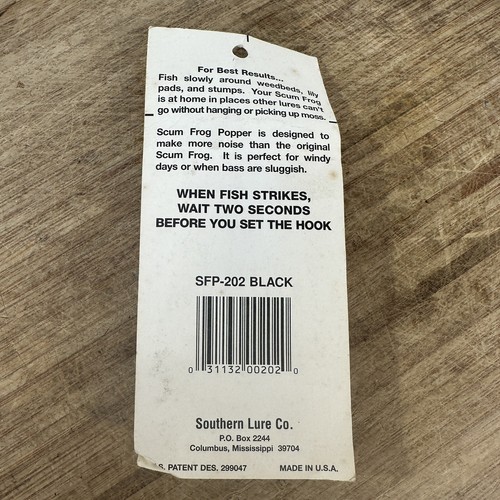 For Best Results...
Fish slowly around weedbeds, lily
pads, and stumps. Your Scum Frog
is at home in places other lures can't
go without hanging or picking up moss.
Scum Frog Popper is designed to
make more noise than the original
Scum Frog. It is perfect for windy
days or when bass are sluggish.
WHEN FISH STRIKES,
WAIT TWO SECONDS
BEFORE YOU SET THE HOOK
SFP-202 BLACK
0 31132 00202 0
Southern Lure Co.
P.O. Box 2244
Columbus, Mississippi 39704
S. PATENT DES. 299047 MADE IN U.S.A.